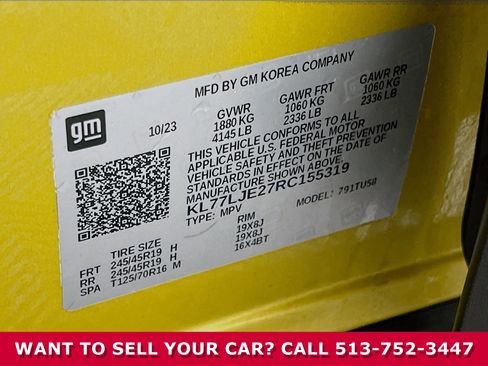 MFD BY GM KOREA COMPANY
gm
10/23
GVWR
1880 KG
4145 LB
GAWR FRT
1060 KG
2336 LB
GAWR RR
1060 KG
2336 LB
THIS VEHICLE CONFORMS TO ALL
APPLICABLE U.S. FEDERAL MOTOR
VEHICLE SAFETY AND THEFT PREVENTION
STANDARDS IN EFFECT ON THE DATE OF
MANUFACTURE SHOWN ABOVE.
KL77LJE27RC155319
TYPE: MPV
MODEL: 791TU58
TIRE SIZE
RIM
FRT 245/45R19 H 19X8J
RR 245/45R19 H 19X8J
SPA T125/70R16 M 16X4BT
WANT TO SELL YOUR CAR? CALL 513-752-3447